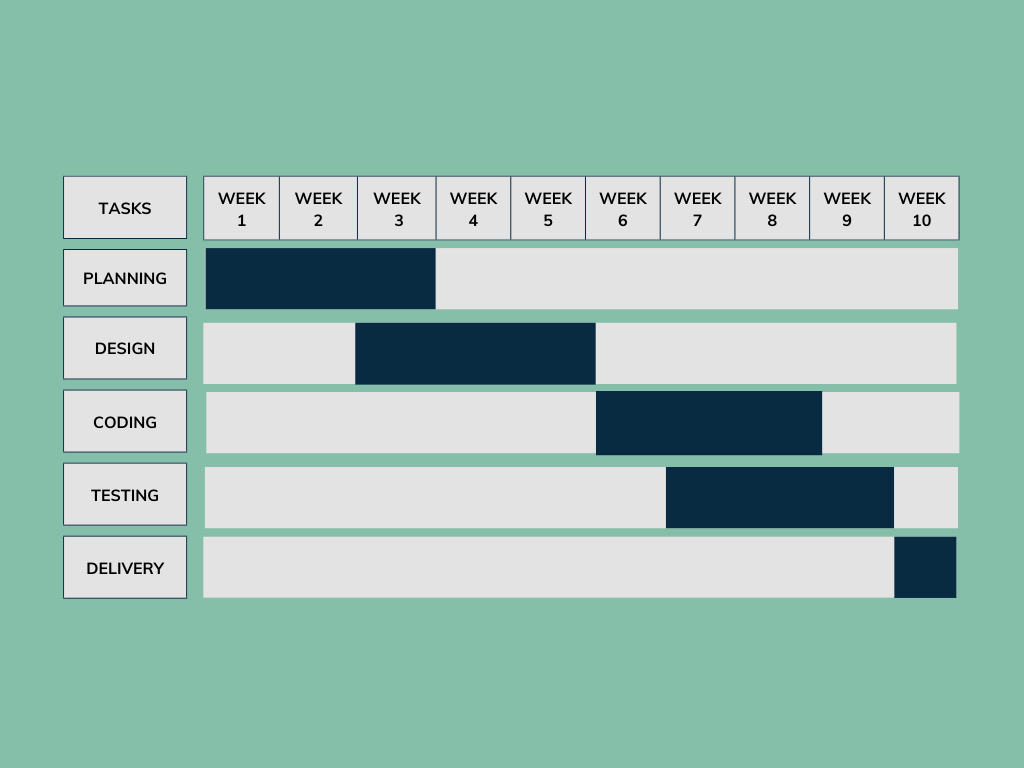 TASKS
WEEK 1
WEEK 2
WEEK 3
WEEK 4
WEEK 5
WEEK 6
WEEK 7
WEEK 8
WEEK 9
WEEK 10
PLANNING
DESIGN
CODING
TESTING
DELIVERY